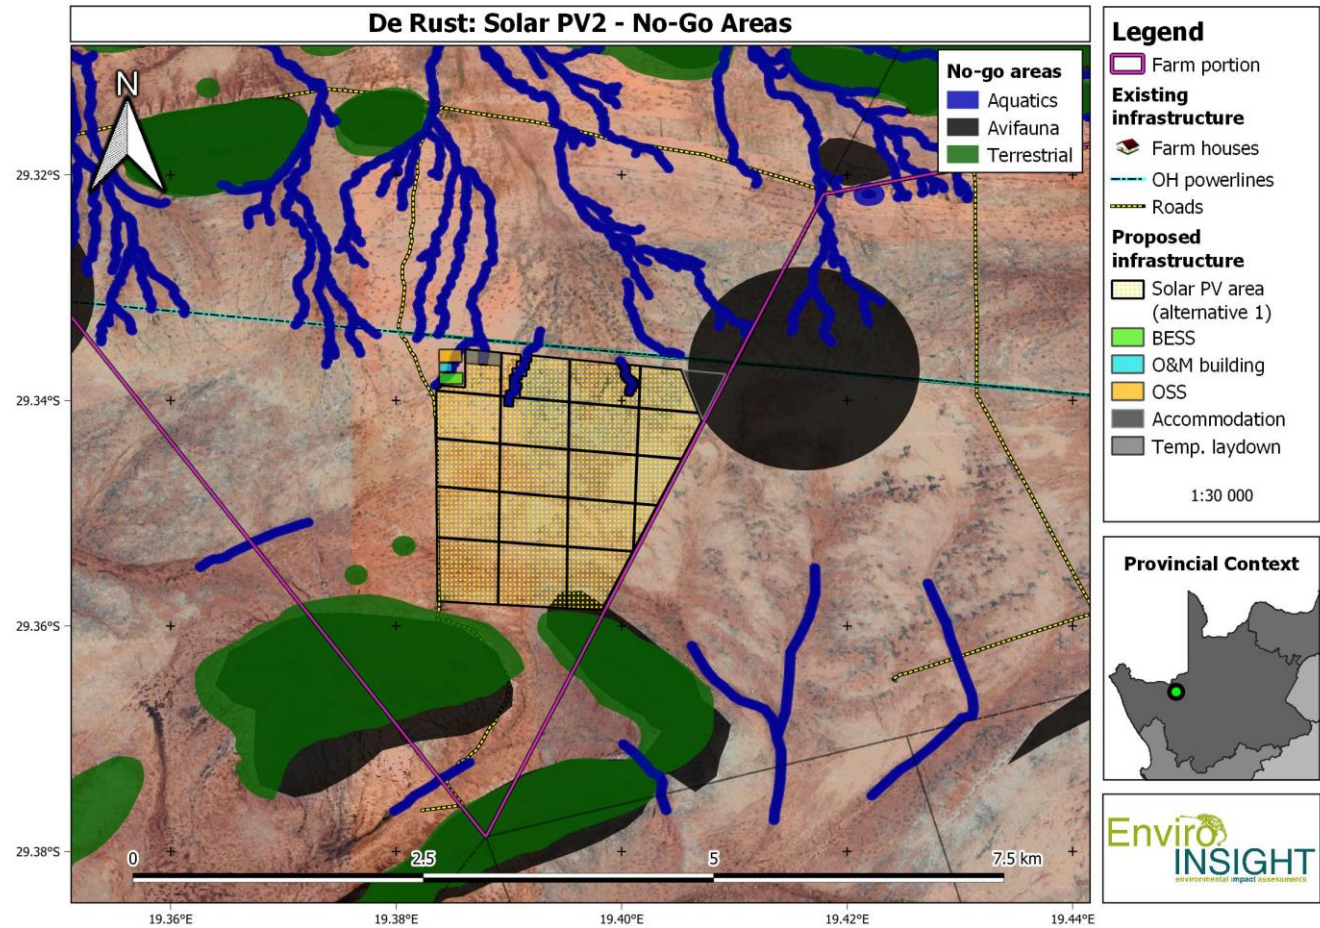 De Rust: Solar PV2 - No-Go Areas
N
No-go areas
Aquatics
Avifauna
Terrestrial
29.32°S
29.34°S
29.36°S
29.38°S
0
2.5
5
7.5 km
19.36°E
19.38°E
19.40°E
19.42°E
19.44°E
Legend
Farm portion
Existing
infrastructure
Farm houses
OH powerlines
Roads
Proposed
infrastructure
Solar PV area
(alternative 1)
BESS
O&M building
OSS
Accommodation
Temp. laydown
1:30 000
Provincial Context
Enviro
INSIGHT
environmental impact assessments